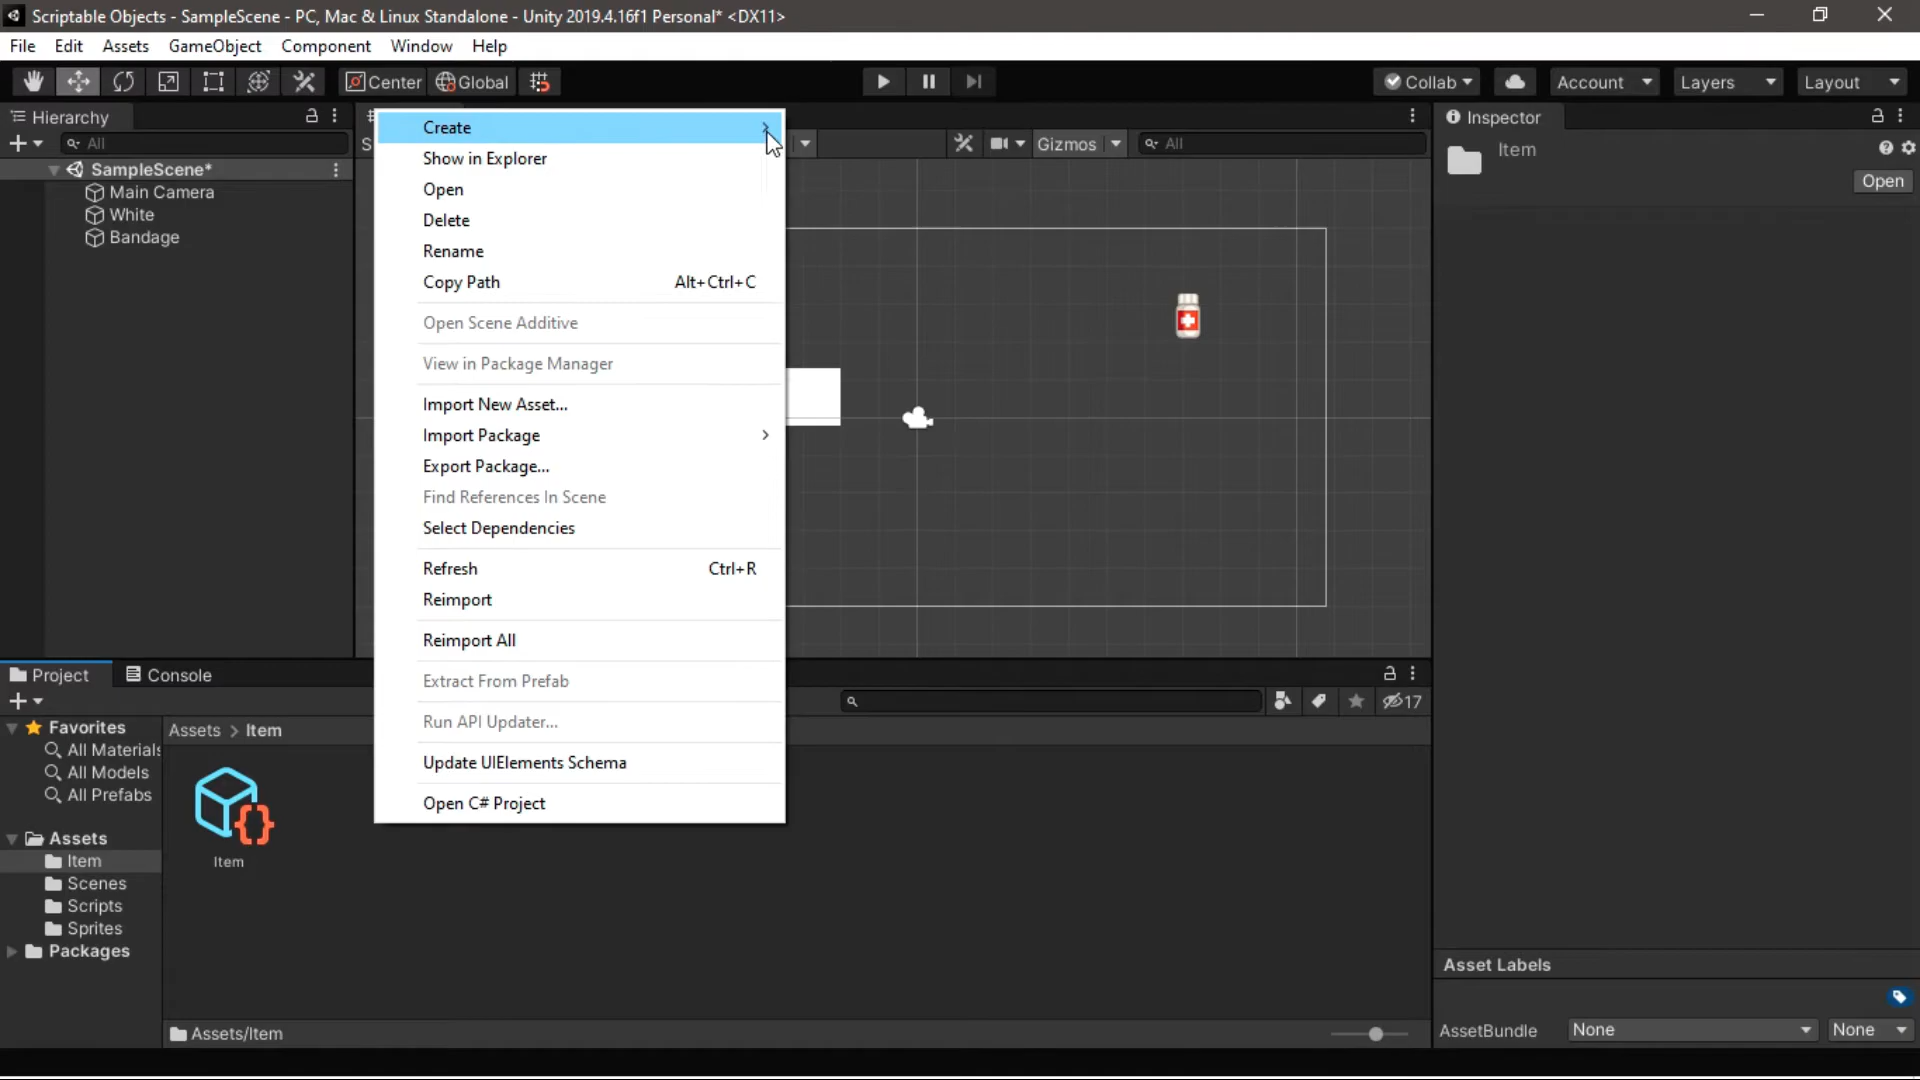 Scriptable Objects - SampleScene - PC, Mac & Linux Standalone - Unity 2019.4.16f1 Personal* <DX11>
File Edit Assets GameObject Component Window Help
Center Global Collab Account Layers Layout
Hierarchy
All
SampleScene*
Main Camera
White
Bandage
S
Create
Show in Explorer
Open
Delete
Rename
Copy Path Alt+Ctrl+C
Open Scene Additive
View in Package Manager
Import New Asset...
Import Package
Export Package...
Find References In Scene
Select Dependencies
Refresh Ctrl+R
Reimport
Reimport All
Extract From Prefab
Run API Updater...
Update UIElements Schema
Open C# Project
Gizmos All
Inspector
Item
Open
Project Console
17
Favorites
All Materials
All Models
All Prefabs
Assets
Item
Scenes
Scripts
Sprites
Packages
Assets > Item
Item
Assets/Item
Asset Labels
AssetBundle None None